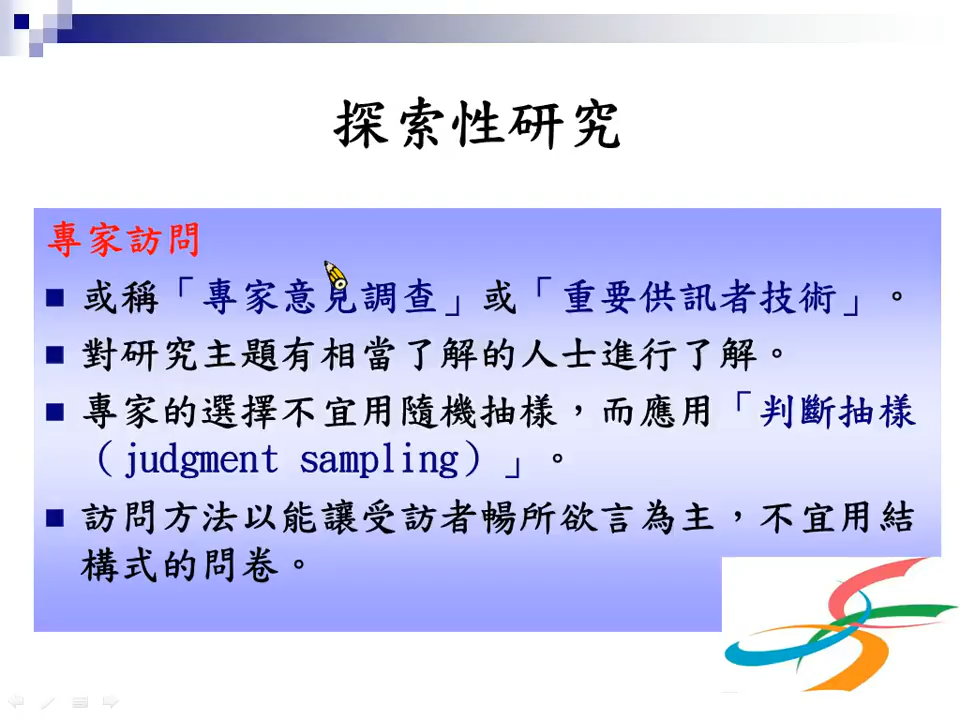 探索性研究
專家訪問
■ 或稱「專家意見調查」或「重要供訊者技術」。
■ 對研究主題有相當了解的人士進行了解。
■ 專家的選擇不宜用隨機抽樣，而應用「判斷抽樣
（judgment sampling）」。
■ 訪問方法以能讓受訪者暢所欲言為主，不宜用結
構式的問卷。